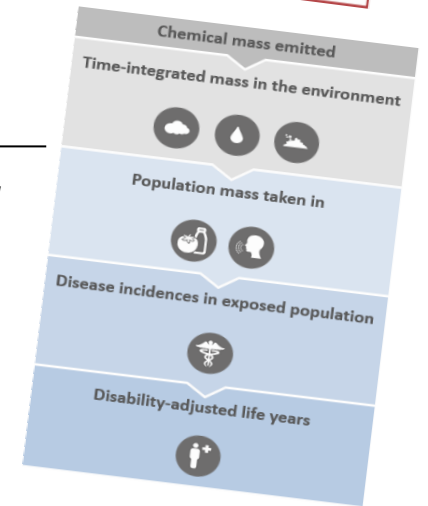 Chemical mass emitted
Time-integrated mass in the environment
Population mass taken in
Disease incidences in exposed population
Disability-adjusted life years